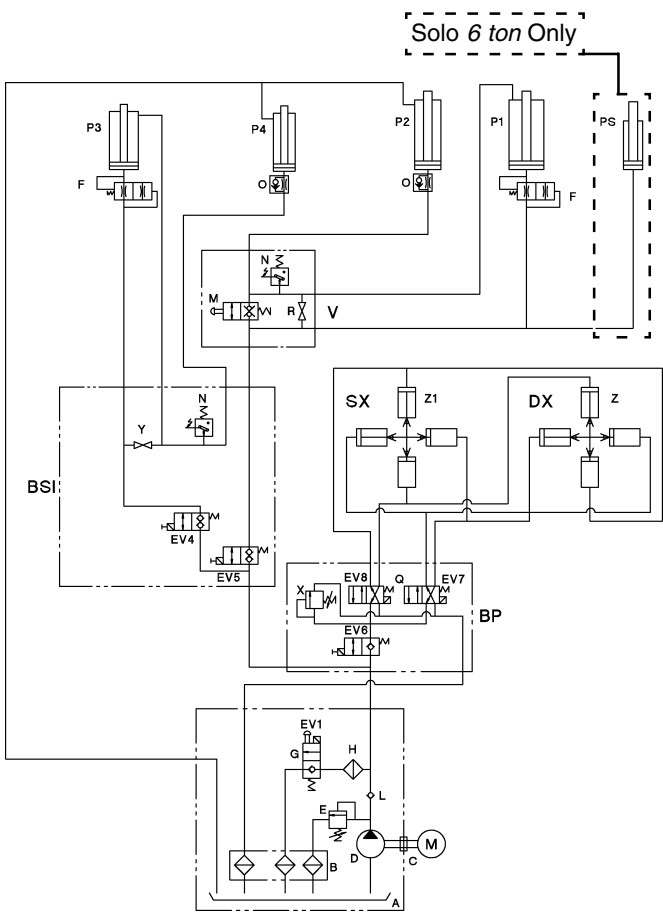 Solo 6 ton Only
P3
P4
P2
P1
PS
F
O
O
F
N
M
R
V
N
Y
SX
Z1
DX
Z
BSI
EV4
EV5
EV8
Q
EV7
X
BP
EV6
EV1
G
H
L
E
D
C
M
B
A